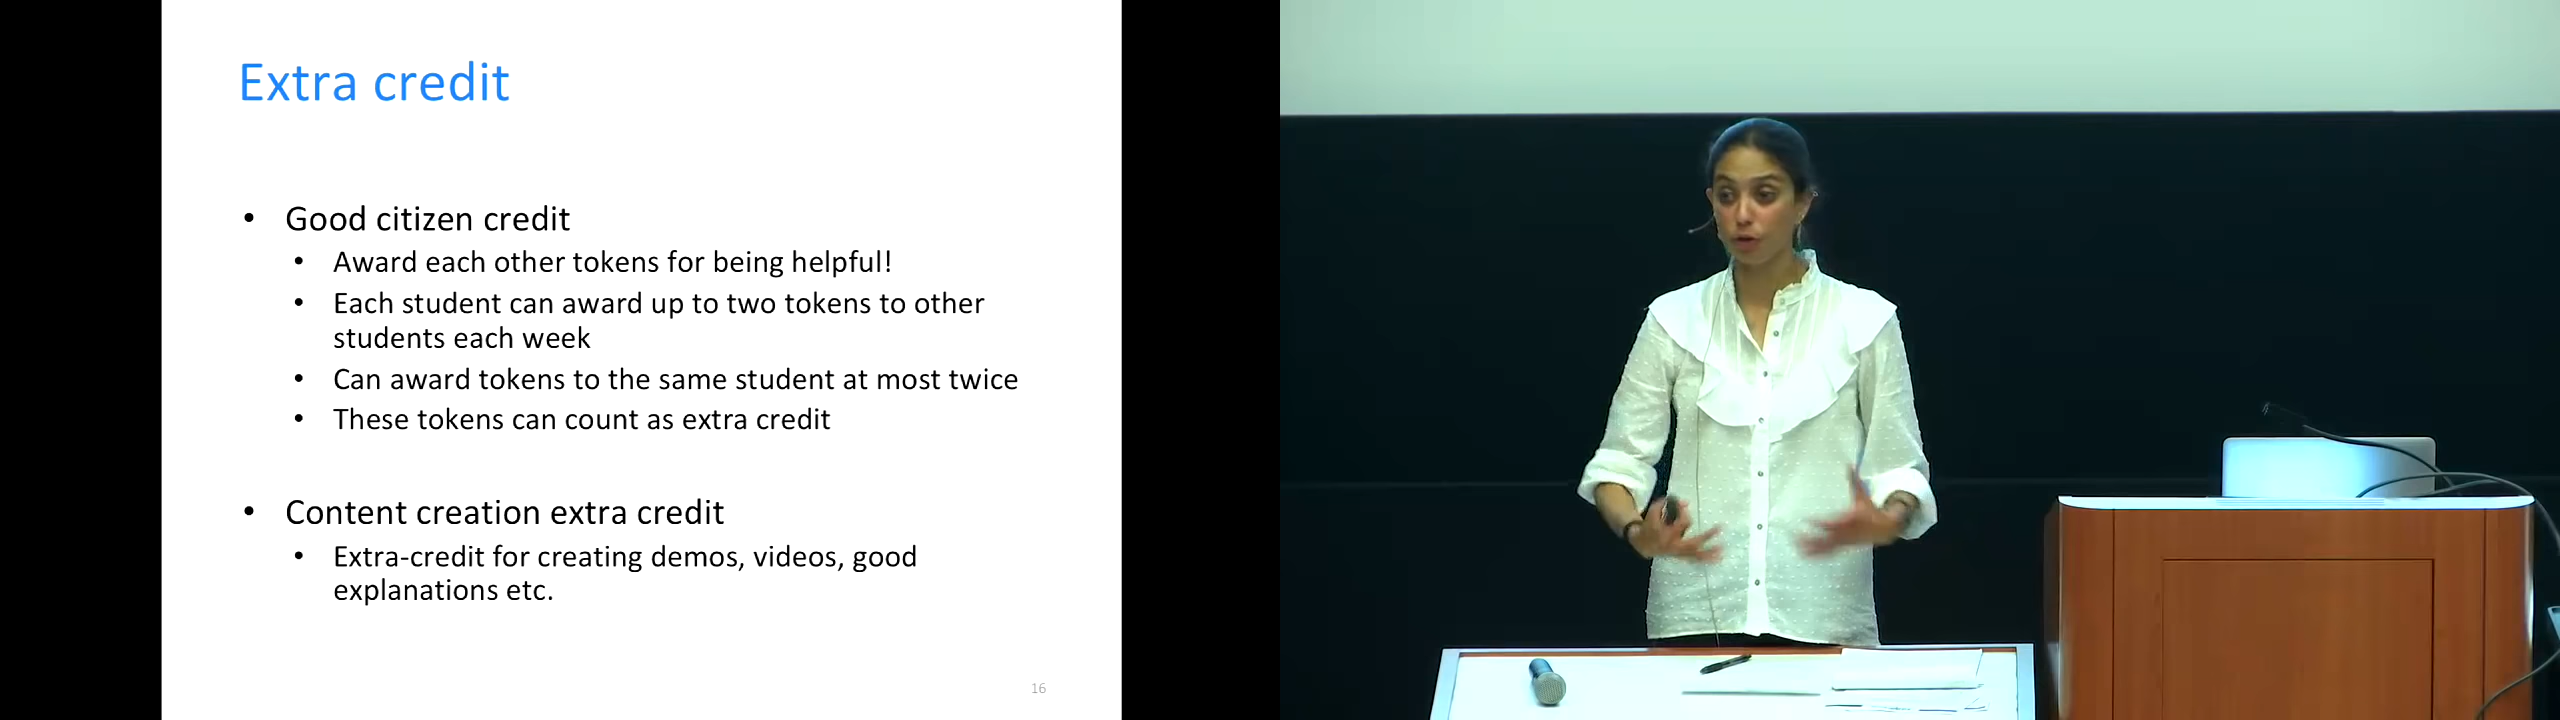 Extra credit
• Good citizen credit
• Award each other tokens for being helpful!
• Each student can award up to two tokens to other
students each week
• Can award tokens to the same student at most twice
• These tokens can count as extra credit
• Content creation extra credit
• Extra-credit for creating demos, videos, good
explanations etc.
16